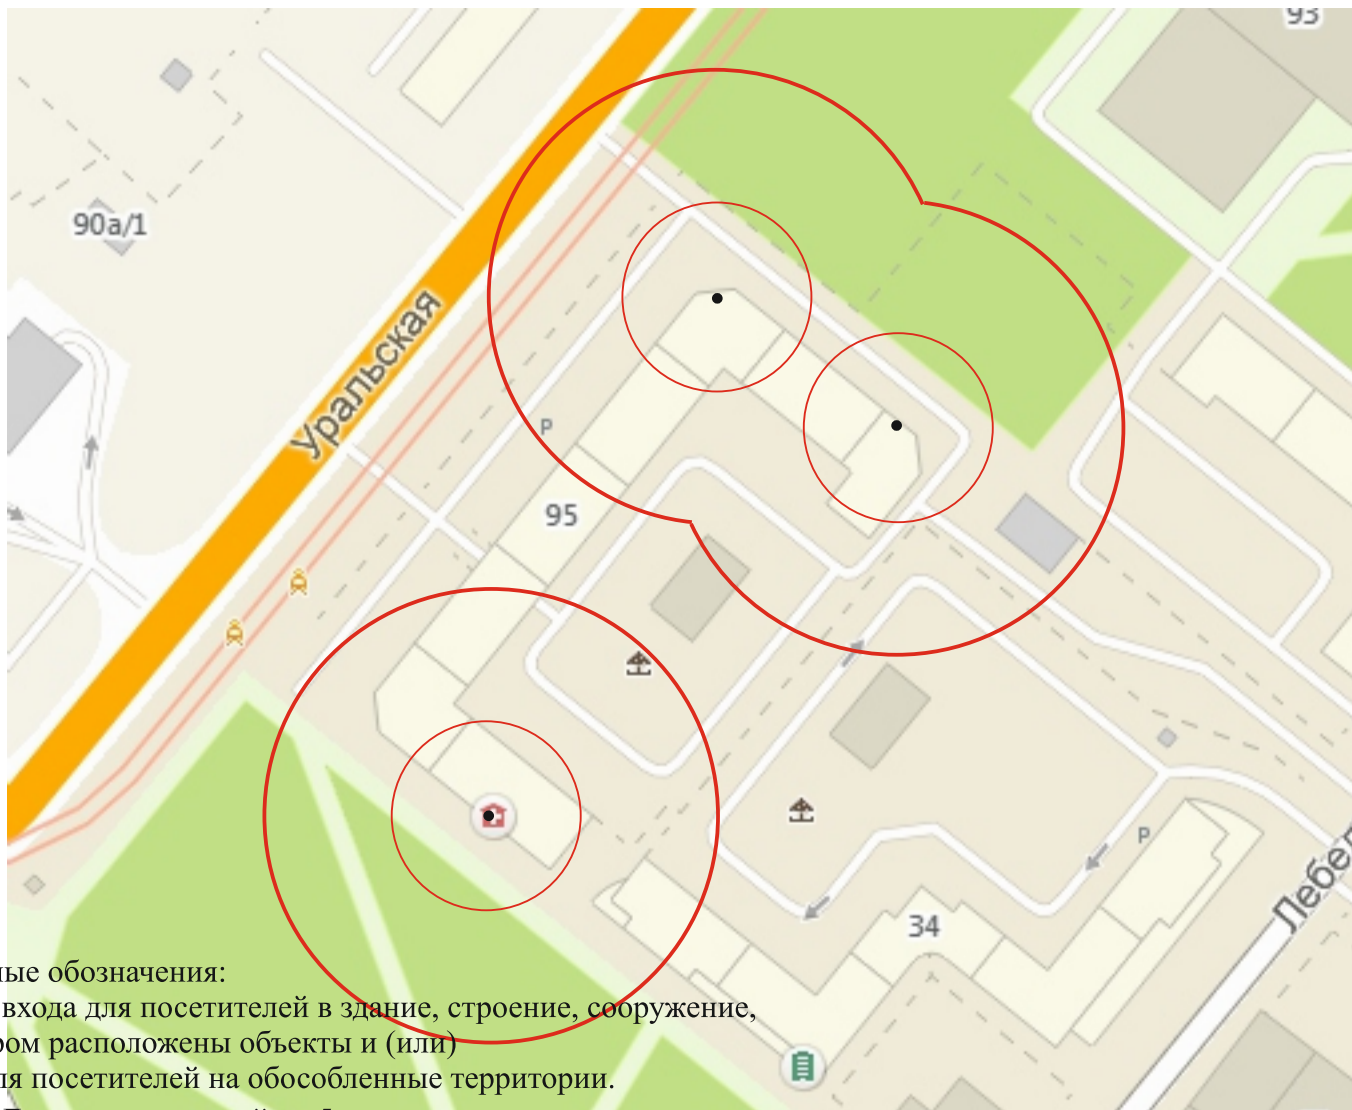 93
90а/1
Уральская
Р
95
34
Р
Лебе
ные обозначения:
входа для посетителей в здание, строение, сооружение,
ром расположены объекты и (или)
ля посетителей на обособленные территории.